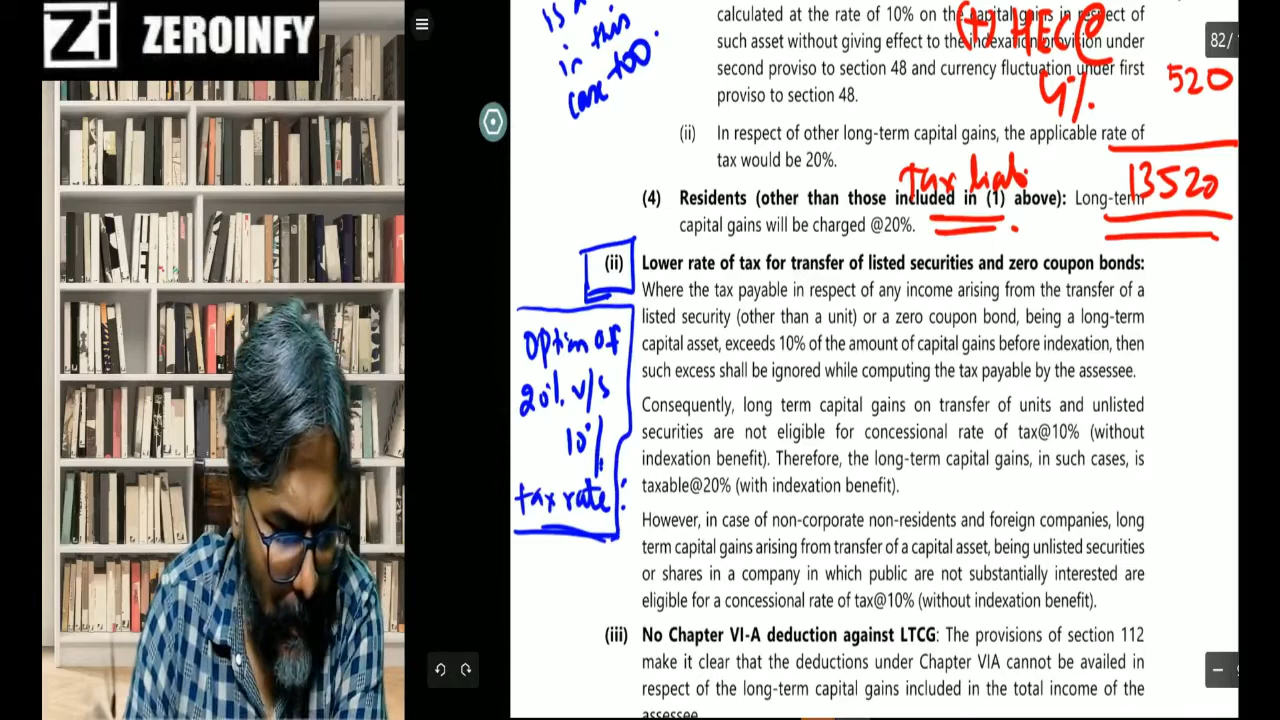 Zi ZEROINFY
is a
in this
case too.
calculated at the rate of 10% on the capital gains in respect of
such asset without giving effect to the indexation provision under
second proviso to section 48 and currency fluctuation under first
proviso to section 48.
(+) HEC @
4%.
520
82/
(ii) In respect of other long-term capital gains, the applicable rate of
tax would be 20%.
Tax liab
13520
(4) Residents (other than those included in (1) above): Long-term
capital gains will be charged @20%.
(ii) Lower rate of tax for transfer of listed securities and zero coupon bonds:
Where the tax payable in respect of any income arising from the transfer of a
listed security (other than a unit) or a zero coupon bond, being a long-term
capital asset, exceeds 10% of the amount of capital gains before indexation, then
such excess shall be ignored while computing the tax payable by the assessee.
option of
20% v/s
10%
tax rate.
Consequently, long term capital gains on transfer of units and unlisted
securities are not eligible for concessional rate of tax@10% (without
indexation benefit). Therefore, the long-term capital gains, in such cases, is
taxable@20% (with indexation benefit).
However, in case of non-corporate non-residents and foreign companies, long
term capital gains arising from transfer of a capital asset, being unlisted securities
or shares in a company in which public are not substantially interested are
eligible for a concessional rate of tax@10% (without indexation benefit).
(iii) No Chapter VI-A deduction against LTCG: The provisions of section 112
make it clear that the deductions under Chapter VIA cannot be availed in
respect of the long-term capital gains included in the total income of the
assessee